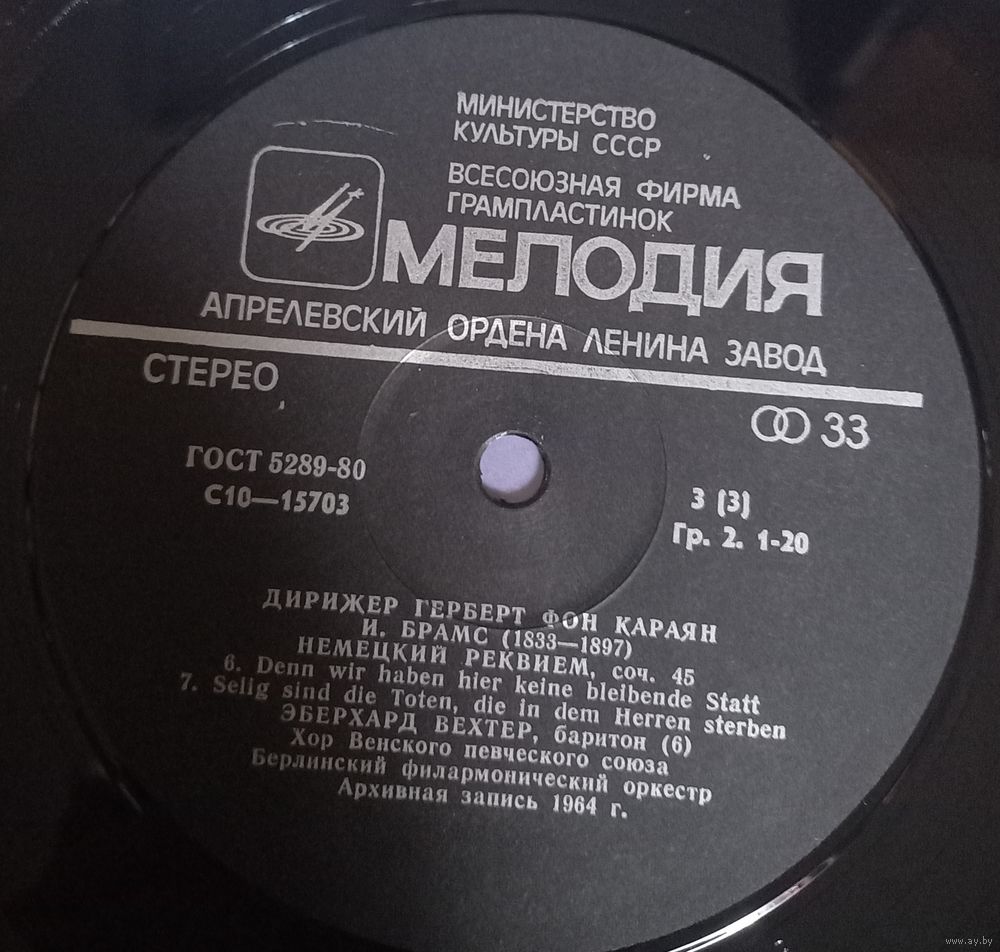 МИНИСТЕРСТВО
КУЛЬТУРЫ СССР
ВСЕСОЮЗНАЯ ФИРМА
ГРАМПЛАСТИНОК
МЕЛОДИЯ
АПРЕЛЕВСКИЙ ОРДЕНА ЛЕНИНА ЗАВОД
СТЕРЕО
33
ГОСТ 5289-80
С10—15703
3 (3)
Гр. 2. 1-20
ДИРИЖЕР ГЕРБЕРТ ФОН КАРАЯН
И. БРАМС (1833—1897)
НЕМЕЦКИЙ РЕКВИЕМ, соч. 45
6. Denn wir haben hier keine bleibende Statt
7. Selig sind die Toten, die in dem Herren sterben
ЭБЕРХАРД ВЕХТЕР, баритон (6)
Хор Венского певческого союза
Берлинский филармонический оркестр
Архивная запись 1964 г.
www.ay.by